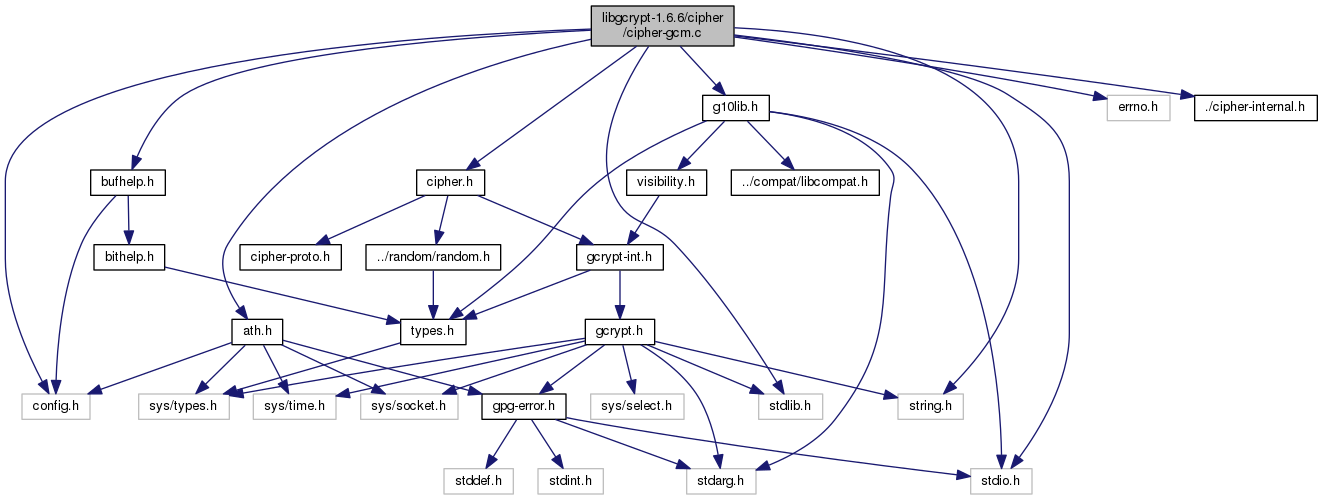 libgcrypt-1.6.6/cipher
/cipher-gcm.c
g10lib.h
errno.h
./cipher-internal.h
bufhelp.h
cipher.h
visibility.h
../compat/libcompat.h
bithelp.h
cipher-proto.h
../random/random.h
gcrypt-int.h
ath.h
types.h
gcrypt.h
config.h
sys/types.h
sys/time.h
sys/socket.h
gpg-error.h
sys/select.h
stdlib.h
string.h
stddef.h
stdint.h
stdarg.h
stdio.h